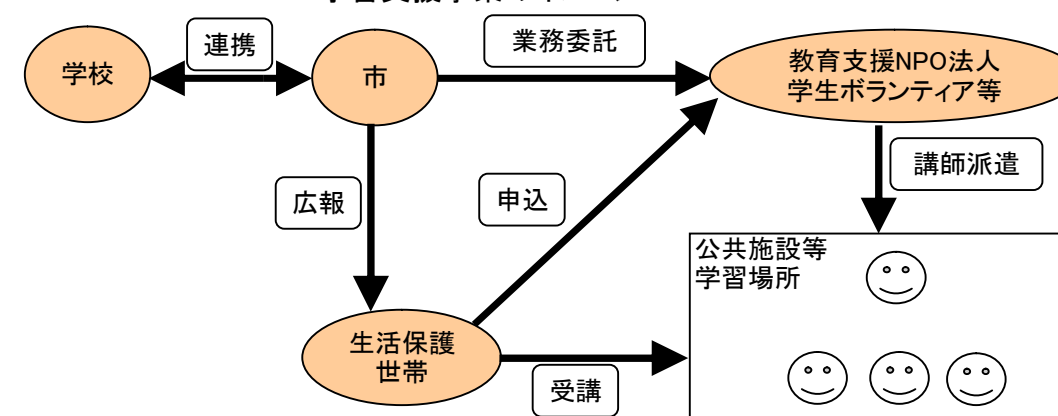 連携
業務委託
学校
市
教育支援NPO法人
学生ボランティア等
広報
申込
講師派遣
公共施設等
学習場所
生活保護
世帯
受講